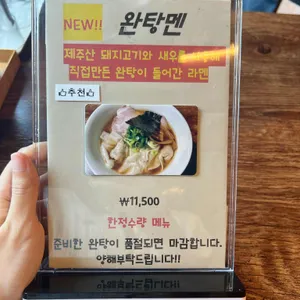 NEW!!
완탕멘
제주산 돼지고기와 새우를
직접만든 완탕이 들어간 라멘
추천
₩11,500
한정수량 메뉴
준비한 완탕이 품절되면 마감합니다.
양해부탁드립니다!!